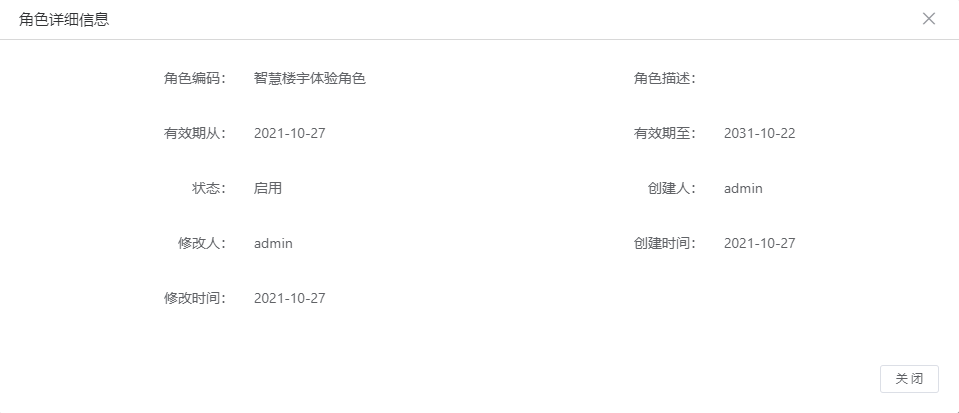 角色详细信息
角色编码： 智慧楼宇体验角色 角色描述：
有效期从： 2021-10-27 有效期至： 2031-10-22
状态： 启用 创建人： admin
修改人： admin 创建时间： 2021-10-27
修改时间： 2021-10-27
关 闭